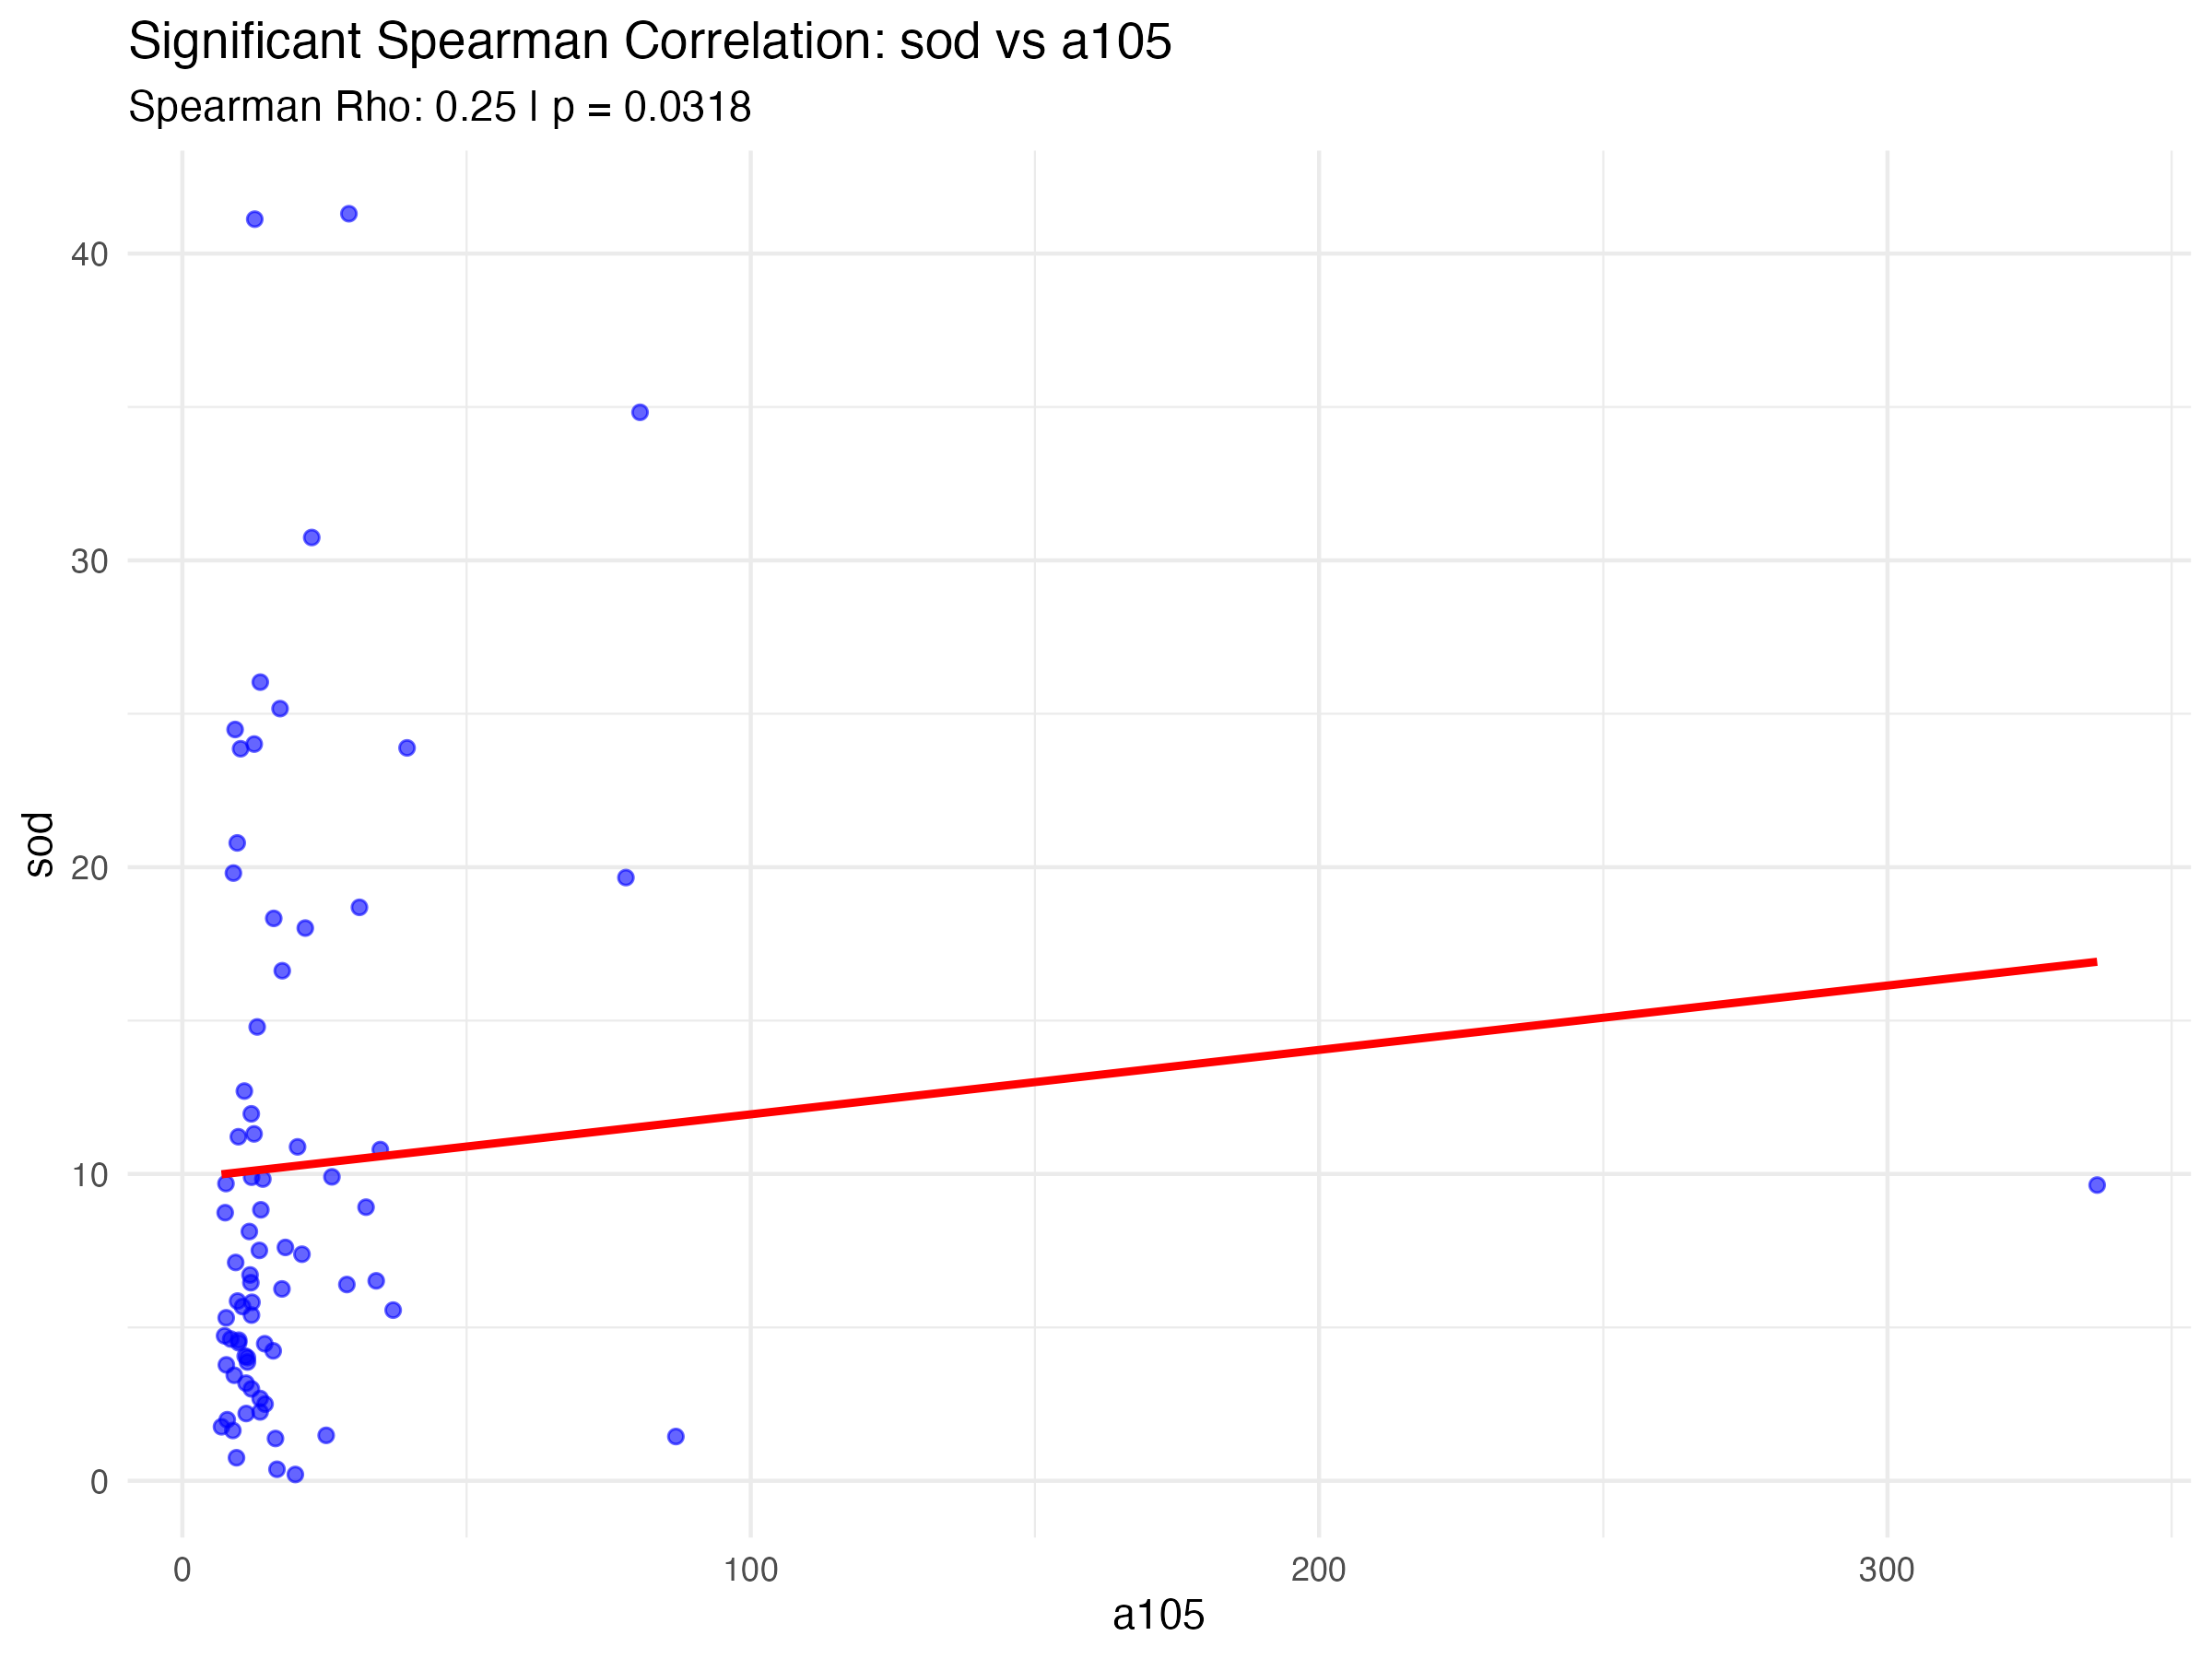 Significant Spearman Correlation: sod vs a105
Spearman Rho: 0.25 | p = 0.0318
40
30
sod
20
10
0
0 100 200 300
a105